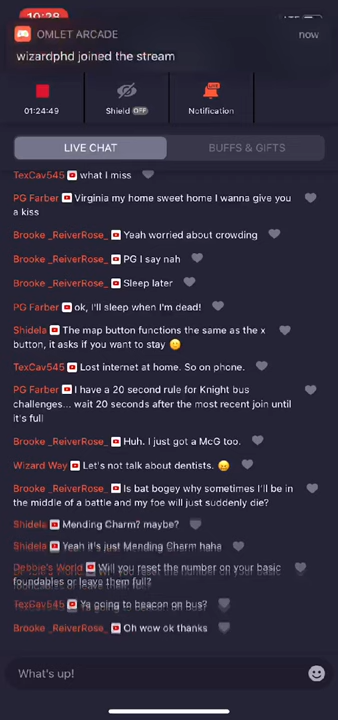 10:28
LTE
OMLET ARCADE
now
wizardphd joined the stream
01:24:49
Shield OFF
Notification
LIVE CHAT
BUFFS & GIFTS
TexCav545 what I miss
PG Farber Virginia my home sweet home I wanna give you
a kiss
Brooke _ReiverRose_ Yeah worried about crowding
Brooke _ReiverRose_ PG I say nah
Brooke _ReiverRose_ Sleep later
PG Farber ok, I'll sleep when I'm dead!
Shidela The map button functions the same as the x
button, it asks if you want to stay
TexCav545 Lost internet at home. So on phone.
PG Farber I have a 20 second rule for Knight bus
challenges... wait 20 seconds after the most recent join until
it's full
Brooke _ReiverRose_ Huh. I just got a McG too.
Wizard Way Let's not talk about dentists.
Brooke _ReiverRose_ Is bat bogey why sometimes I'll be in
the middle of a battle and my foe will just suddenly die?
Shidela Mending Charm? maybe?
Shidela Yeah it's just Mending Charm haha
Debbie's World Will you reset the number on your basic
foundables or leave them full?
TexCav545 Ya going to beacon on bus?
Brooke _ReiverRose_ Oh wow ok thanks
What's up!